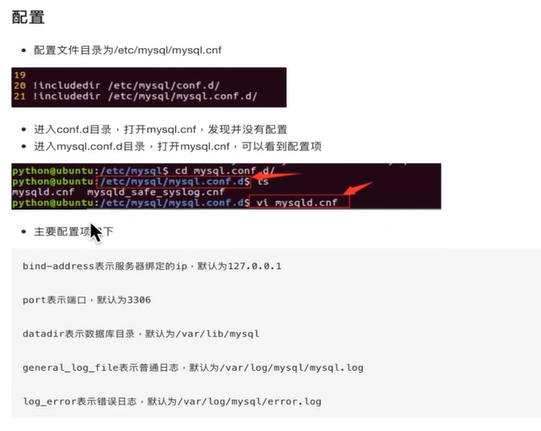 配置
配置文件目录为/etc/mysql/mysql.cnf
19
20 !includedir /etc/mysql/conf.d/
21 !includedir /etc/mysql/mysql.conf.d/
进入conf.d目录，打开mysql.cnf，发现并没有配置
进入mysql.conf.d目录，打开mysql.cnf，可以看到配置项
python@ubuntu:/etc/mysql$ cd mysql.conf.d/
python@ubuntu:/etc/mysql/mysql.conf.d$ ls
mysqld.cnf mysqld_safe_syslog.cnf
python@ubuntu:/etc/mysql/mysql.conf.d$ vi mysqld.cnf
主要配置项下
bind-address表示服务器绑定的ip，默认为127.0.0.1
port表示端口，默认为3306
datadir表示数据库目录，默认为/var/lib/mysql
general_log_file表示普通日志，默认为/var/log/mysql/mysql.log
log_error表示错误日志，默认为/var/log/mysql/error.log